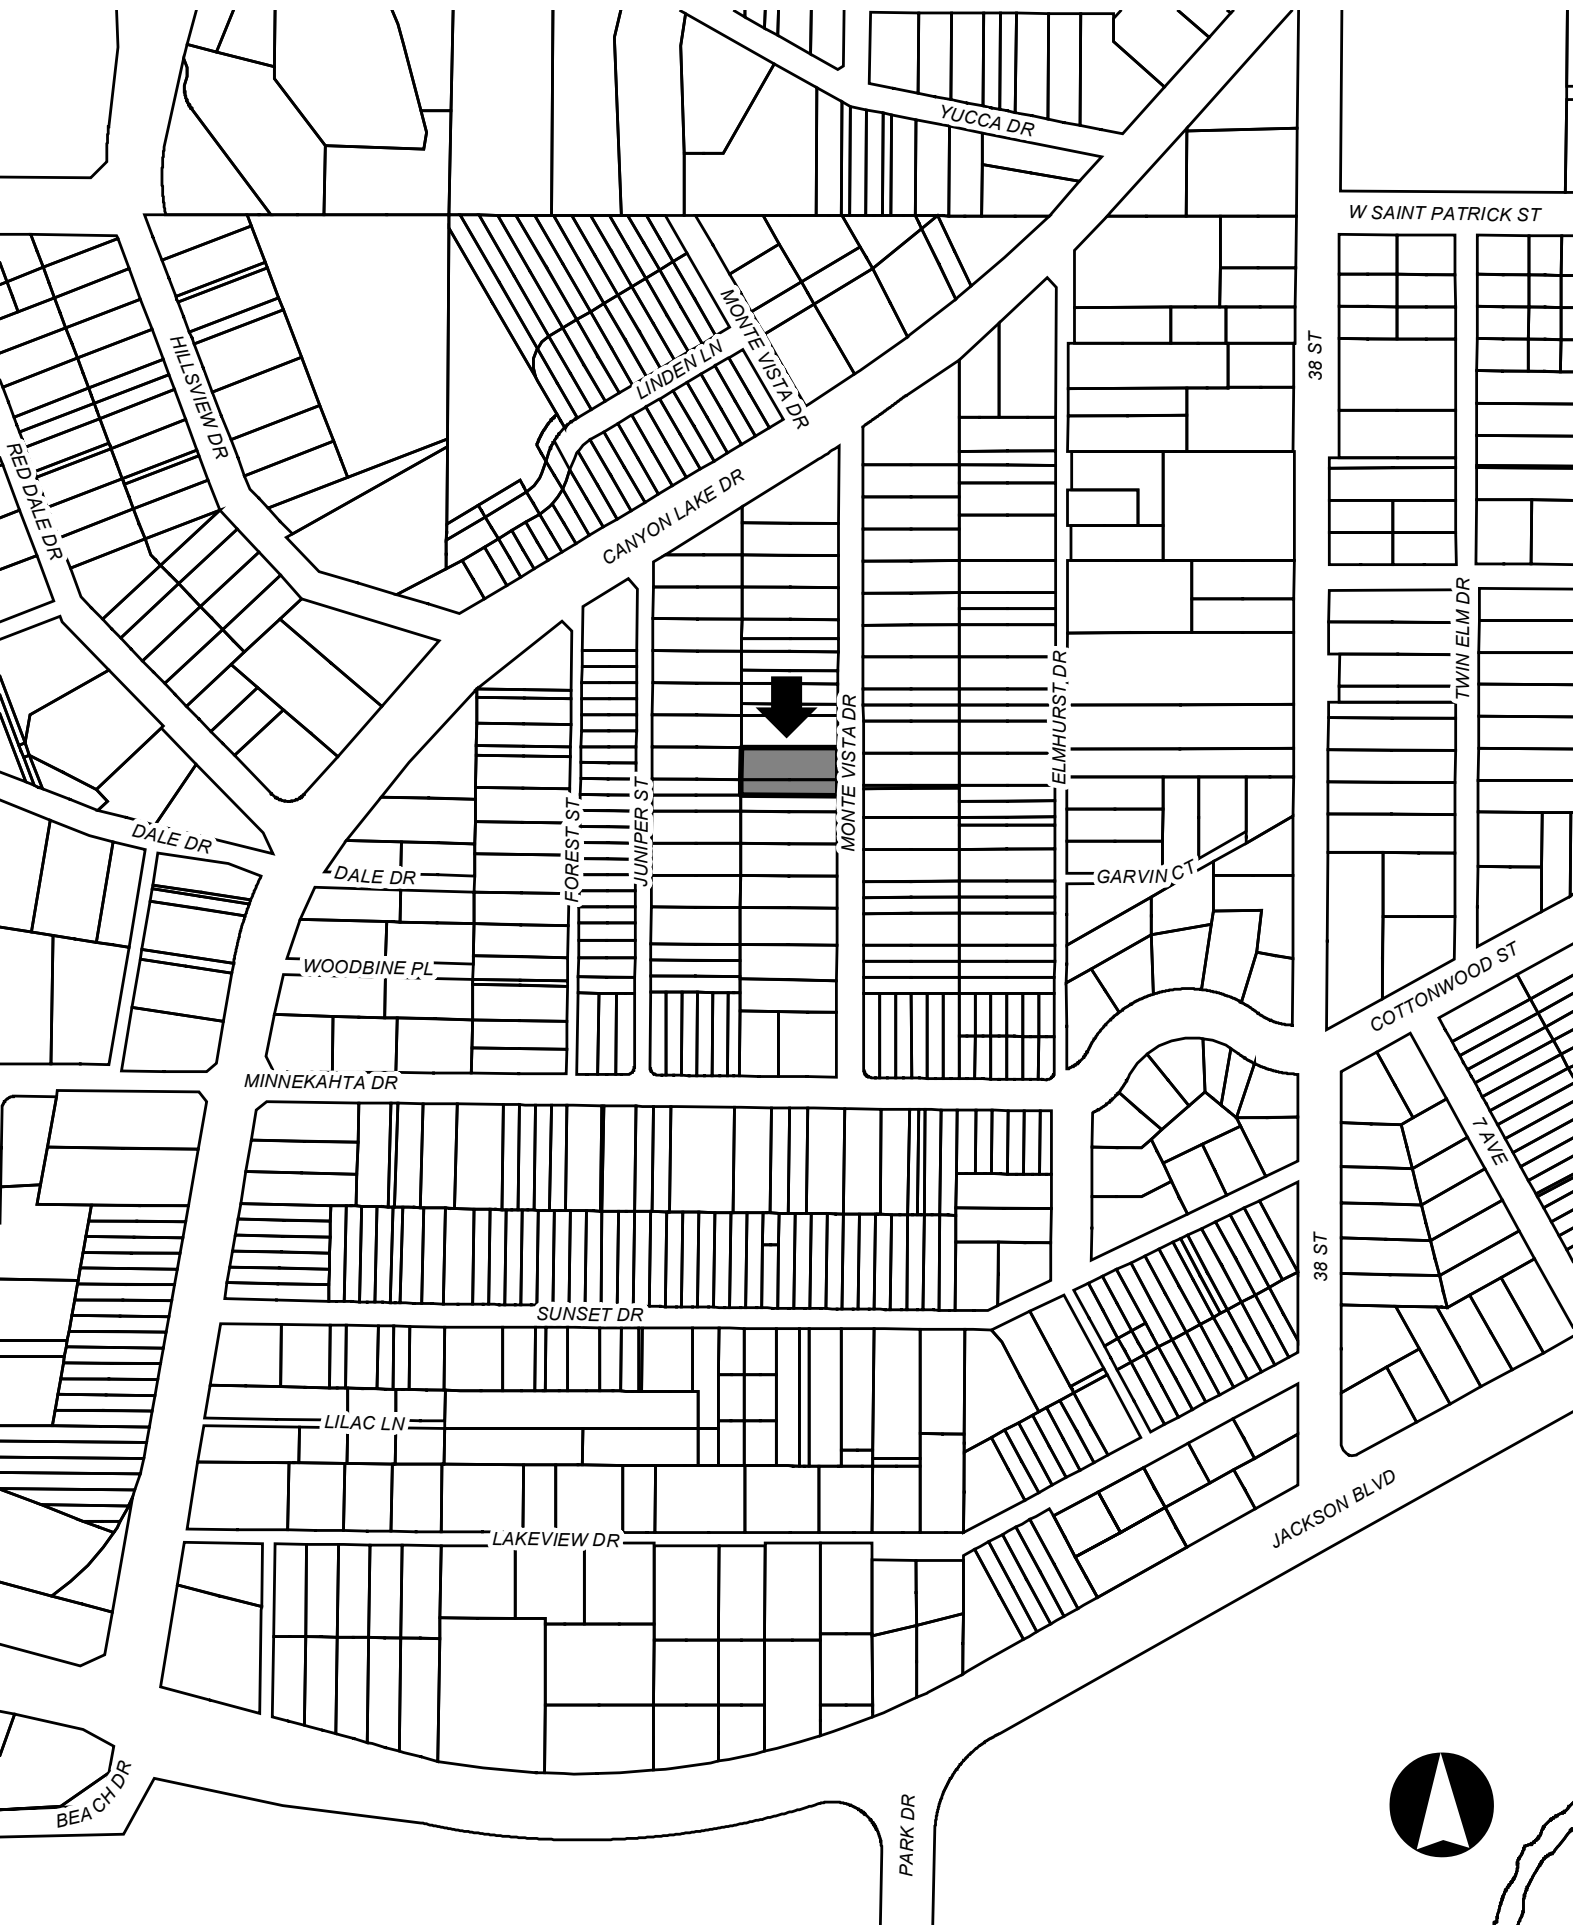 YUCCA DR
W SAINT PATRICK ST
MONTE VISTA DR
HILLSVIEW DR
38 ST
LINDEN LN
RED DALE DR
CANYON LAKE DR
TWIN ELM DR
ELMHURST DR
MONTE VISTA DR
JUNIPER ST
FOREST ST
DALE DR
DALE DR
GARVIN CT
WOODBINE PL
COTTONWOOD ST
MINNEKAHTA DR
7 AVE
38 ST
SUNSET DR
LILAC LN
JACKSON BLVD
LAKEVIEW DR
BEACH DR
PARK DR